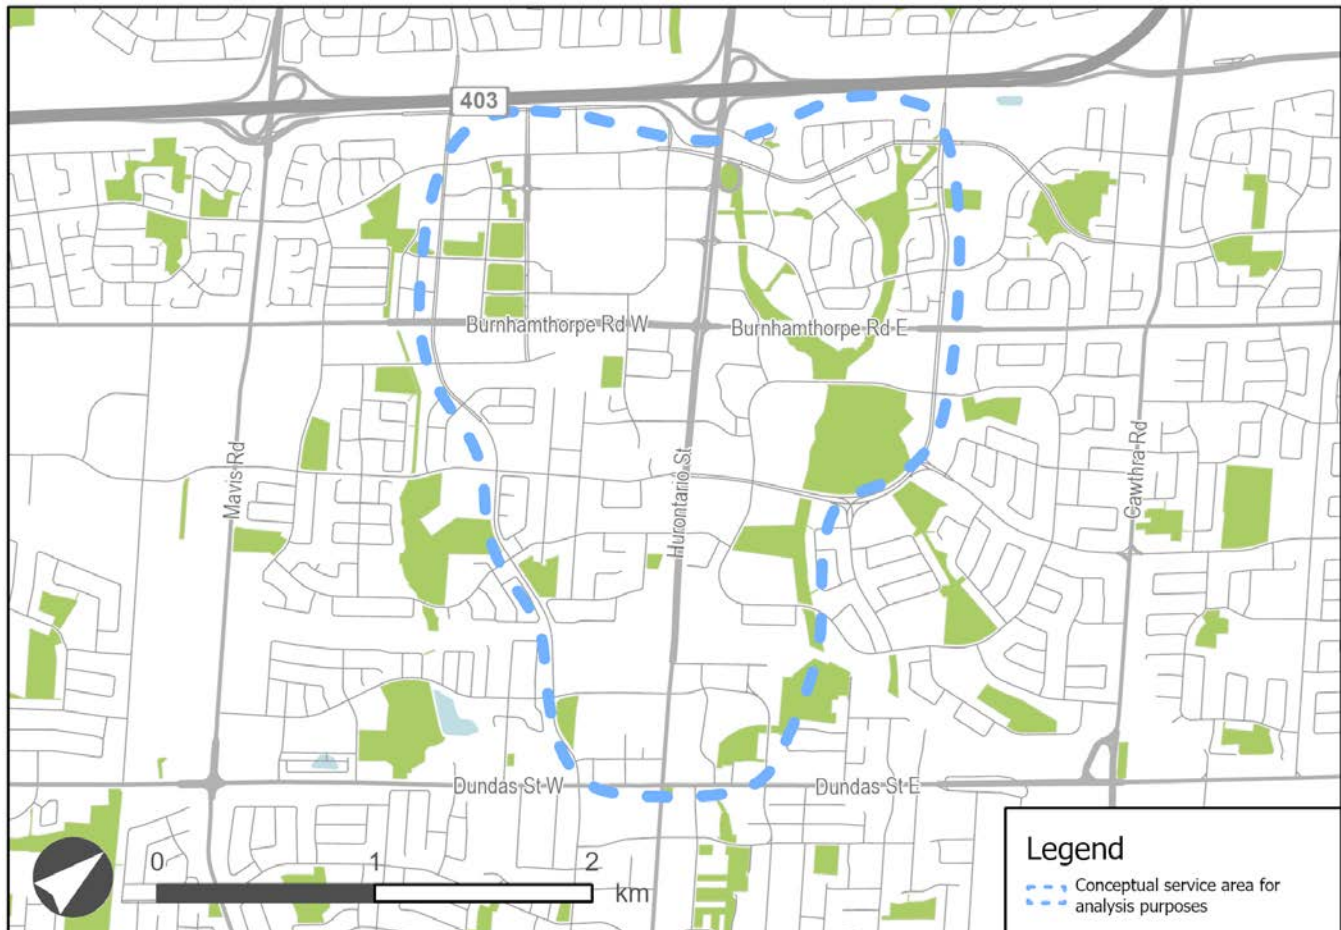 403
Burnhamthorpe Rd W
Burnhamthorpe Rd E
Mavis Rd
Hurontario St
Cawthra Rd
Dundas St W
Dundas St E
0 1 2
km
Legend
Conceptual service area for
analysis purposes